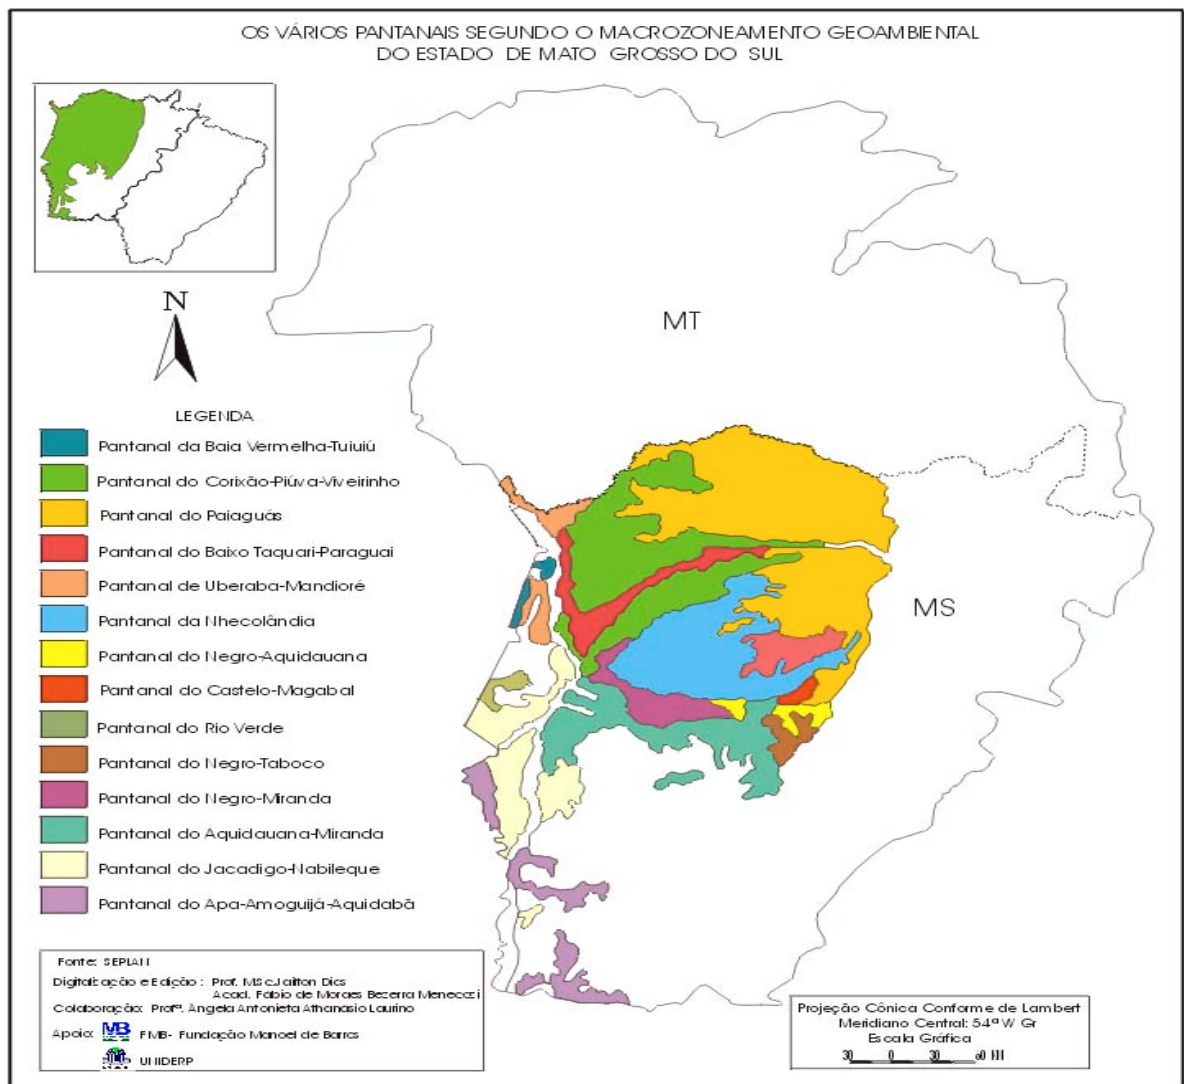 OS VÁRIOS PANTANAIS SEGUNDO O MACROZONEAMENTO GEOAMBIENTAL
DO ESTADO DE MATO GROSSO DO SUL
N
MT
MS
LEGENDA
Pantanal da Baia Vermelha-Tuiuiú
Pantanal do Corixão-Piúva-Viveirinho
Pantanal do Paiaguás
Pantanal do Baixo Taquari-Paraguai
Pantanal de Uberaba-Mandioré
Pantanal da Nhecolândia
Pantanal do Negro-Aquidauana
Pantanal do Castelo-Magabal
Pantanal do Rio Verde
Pantanal do Negro-Taboco
Pantanal do Negro-Miranda
Pantanal do Aquidauana-Miranda
Pantanal do Jacadigo-Nabileque
Pantanal do Apa-Amoguijá-Aquidabã
Fonte: SEPLAN
Digitalização e Edição : Prof. MSc.Jailton Dias
Acad. Fábio de Moraes Bezerra
Colaboração: Profª. Ângela Antonieta Athanásio Laurino
Apoio: MB FMB- Fundação Manoel de Barros
UNIDERP
Projeção Cônica Conforme de Lambert
Meridiano Central: 54º W Gr
Escala Gráfica
30 0 30 60